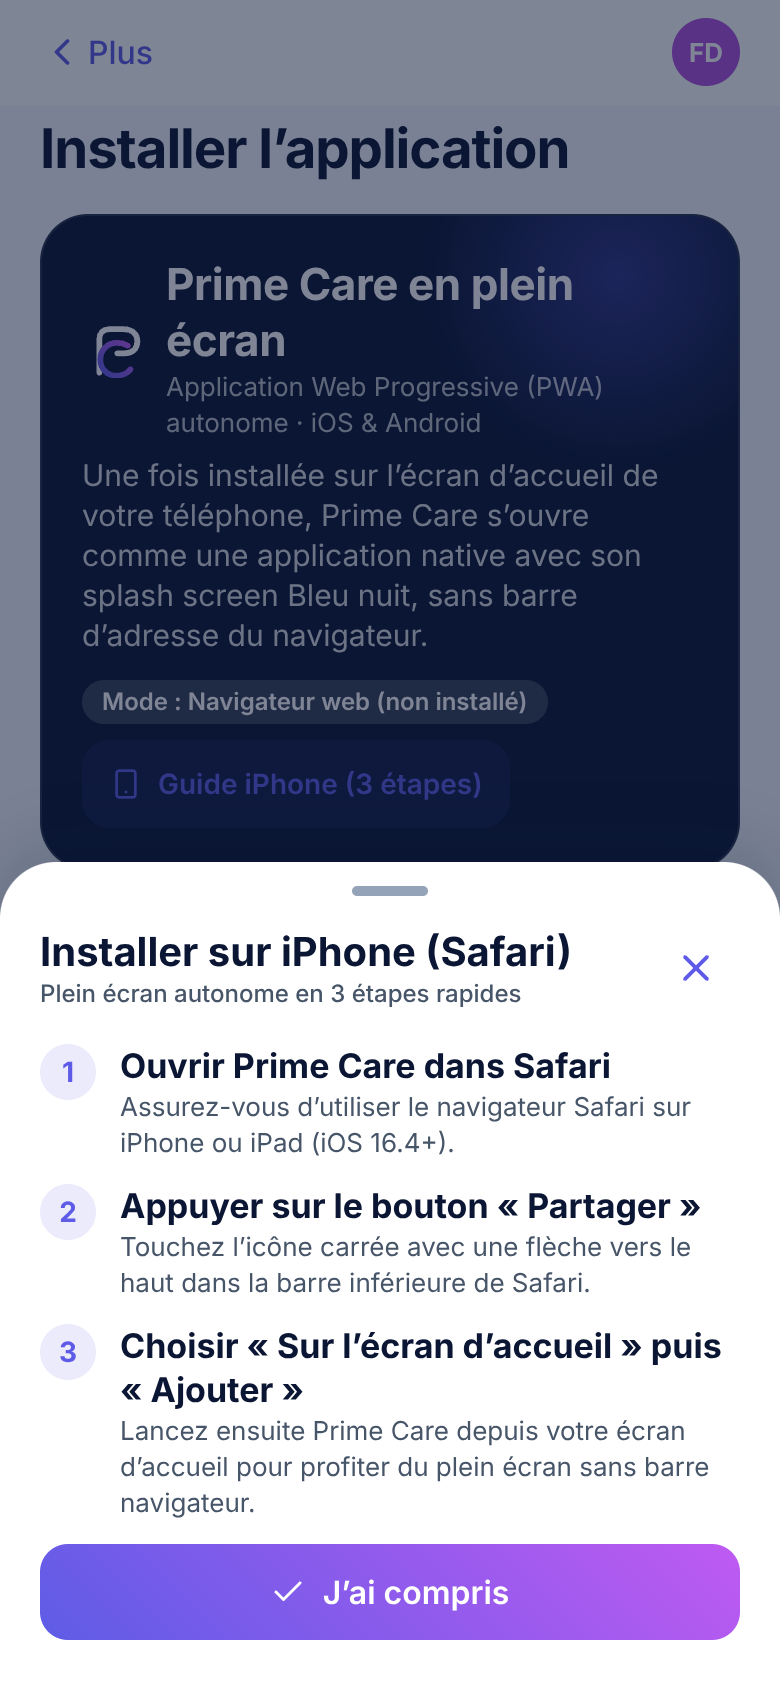 Plus
FD
Installer l’application
Prime Care en plein
écran
Application Web Progressive (PWA)
autonome · iOS & Android
Une fois installée sur l’écran d’accueil de
votre téléphone, Prime Care s’ouvre
comme une application native avec son
splash screen Bleu nuit, sans barre
d’adresse du navigateur.
Mode : Navigateur web (non installé)
Guide iPhone (3 étapes)
Installer sur iPhone (Safari)
Plein écran autonome en 3 étapes rapides
1
Ouvrir Prime Care dans Safari
Assurez-vous d’utiliser le navigateur Safari sur
iPhone ou iPad (iOS 16.4+).
2
Appuyer sur le bouton « Partager »
Touchez l’icône carrée avec une flèche vers le
haut dans la barre inférieure de Safari.
3
Choisir « Sur l’écran d’accueil » puis
« Ajouter »
Lancez ensuite Prime Care depuis votre écran
d’accueil pour profiter du plein écran sans barre
navigateur.
J’ai compris